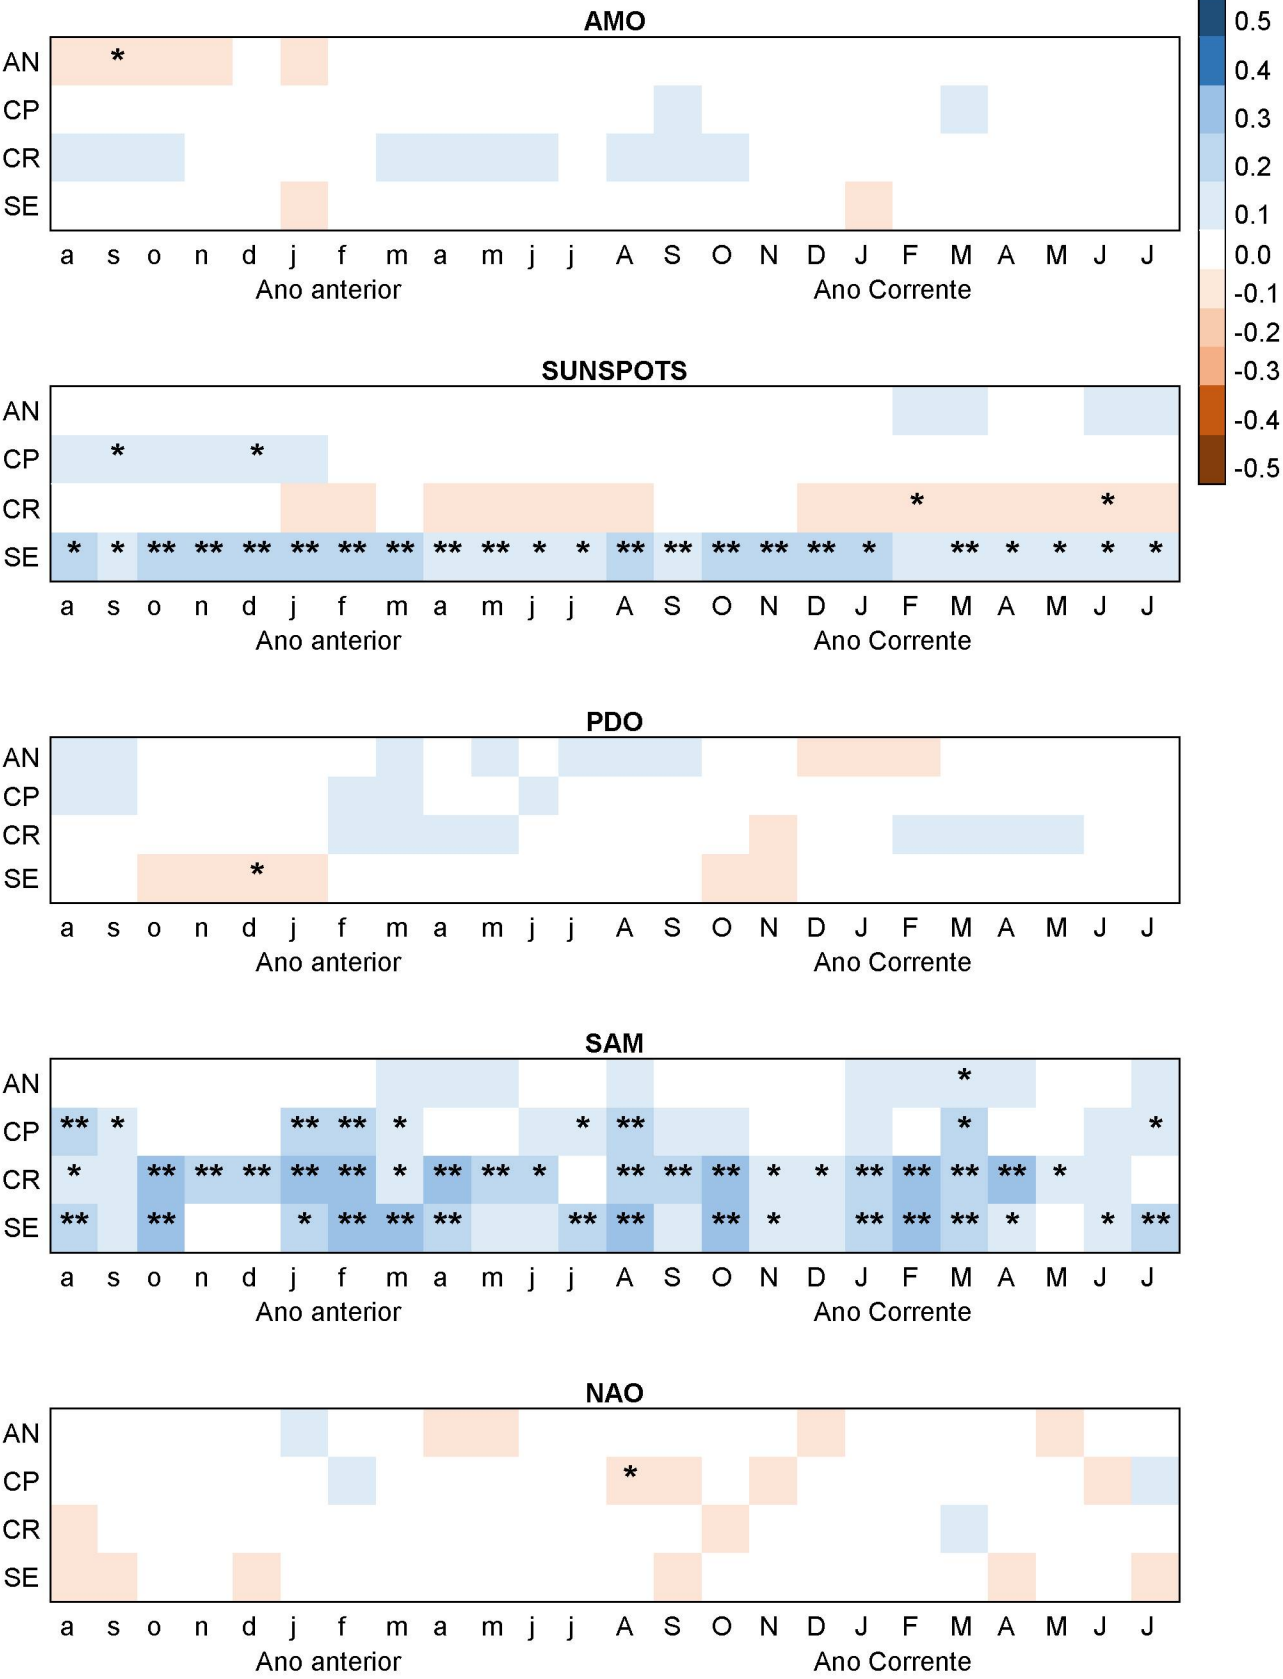 AMO
AN *
CP
CR
SE
a s o n d j f m a m j j A S O N D J F M A M J J
Ano anterior Ano Corrente
0.5
0.4
0.3
0.2
0.1
0.0
-0.1
-0.2
-0.3
-0.4
-0.5
SUNSPOTS
AN
CP * *
CR * *
SE * * ** ** ** ** ** ** ** ** * * ** ** ** ** ** * ** * * * *
a s o n d j f m a m j j A S O N D J F M A M J J
Ano anterior Ano Corrente
PDO
AN
CP
CR
SE *
a s o n d j f m a m j j A S O N D J F M A M J J
Ano anterior Ano Corrente
SAM
AN *
CP ** * ** ** * * ** * *
CR * ** ** ** ** ** * ** ** * ** ** ** * * ** ** ** ** *
SE ** ** * ** ** ** ** ** ** * ** ** ** * * **
a s o n d j f m a m j j A S O N D J F M A M J J
Ano anterior Ano Corrente
NAO
AN
CP *
CR
SE
a s o n d j f m a m j j A S O N D J F M A M J J
Ano anterior Ano Corrente